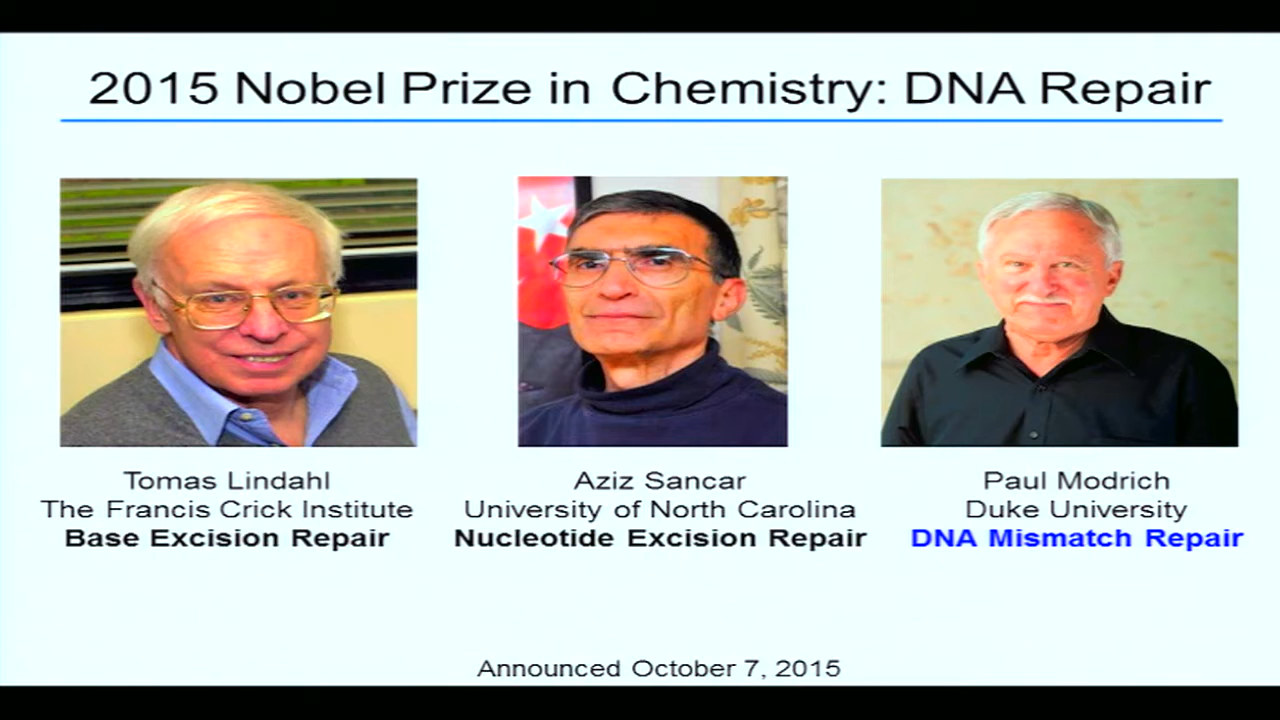 2015 Nobel Prize in Chemistry: DNA Repair
Tomas Lindahl
The Francis Crick Institute
Base Excision Repair
Aziz Sancar
University of North Carolina
Nucleotide Excision Repair
Paul Modrich
Duke University
DNA Mismatch Repair
Announced October 7, 2015